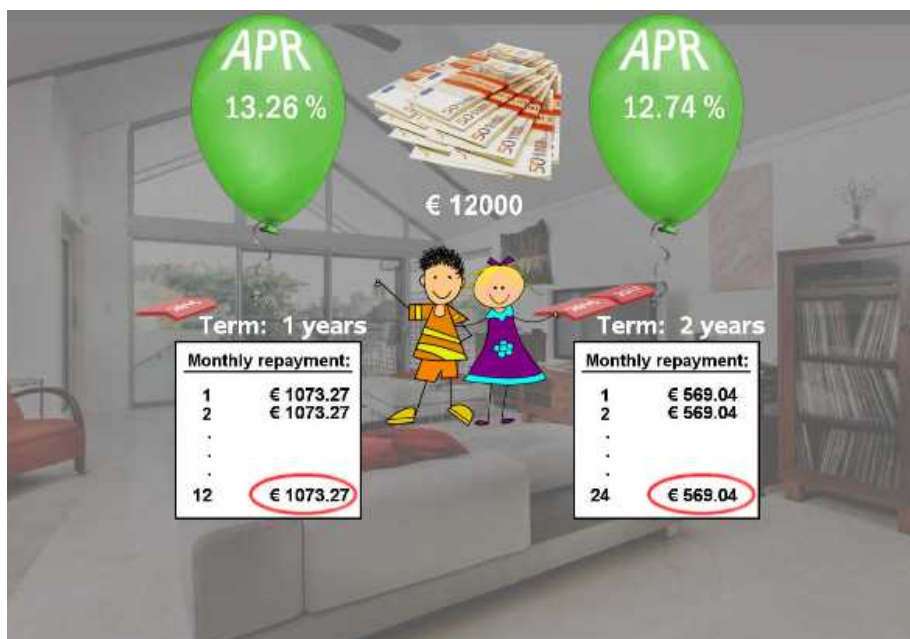 APR
13.26 %
€ 12000
APR
12.74 %
Term: 1 years
Monthly repayment:
1 € 1073.27
2 € 1073.27
.
.
.
12 € 1073.27
Term: 2 years
Monthly repayment:
1 € 569.04
2 € 569.04
.
.
.
24 € 569.04